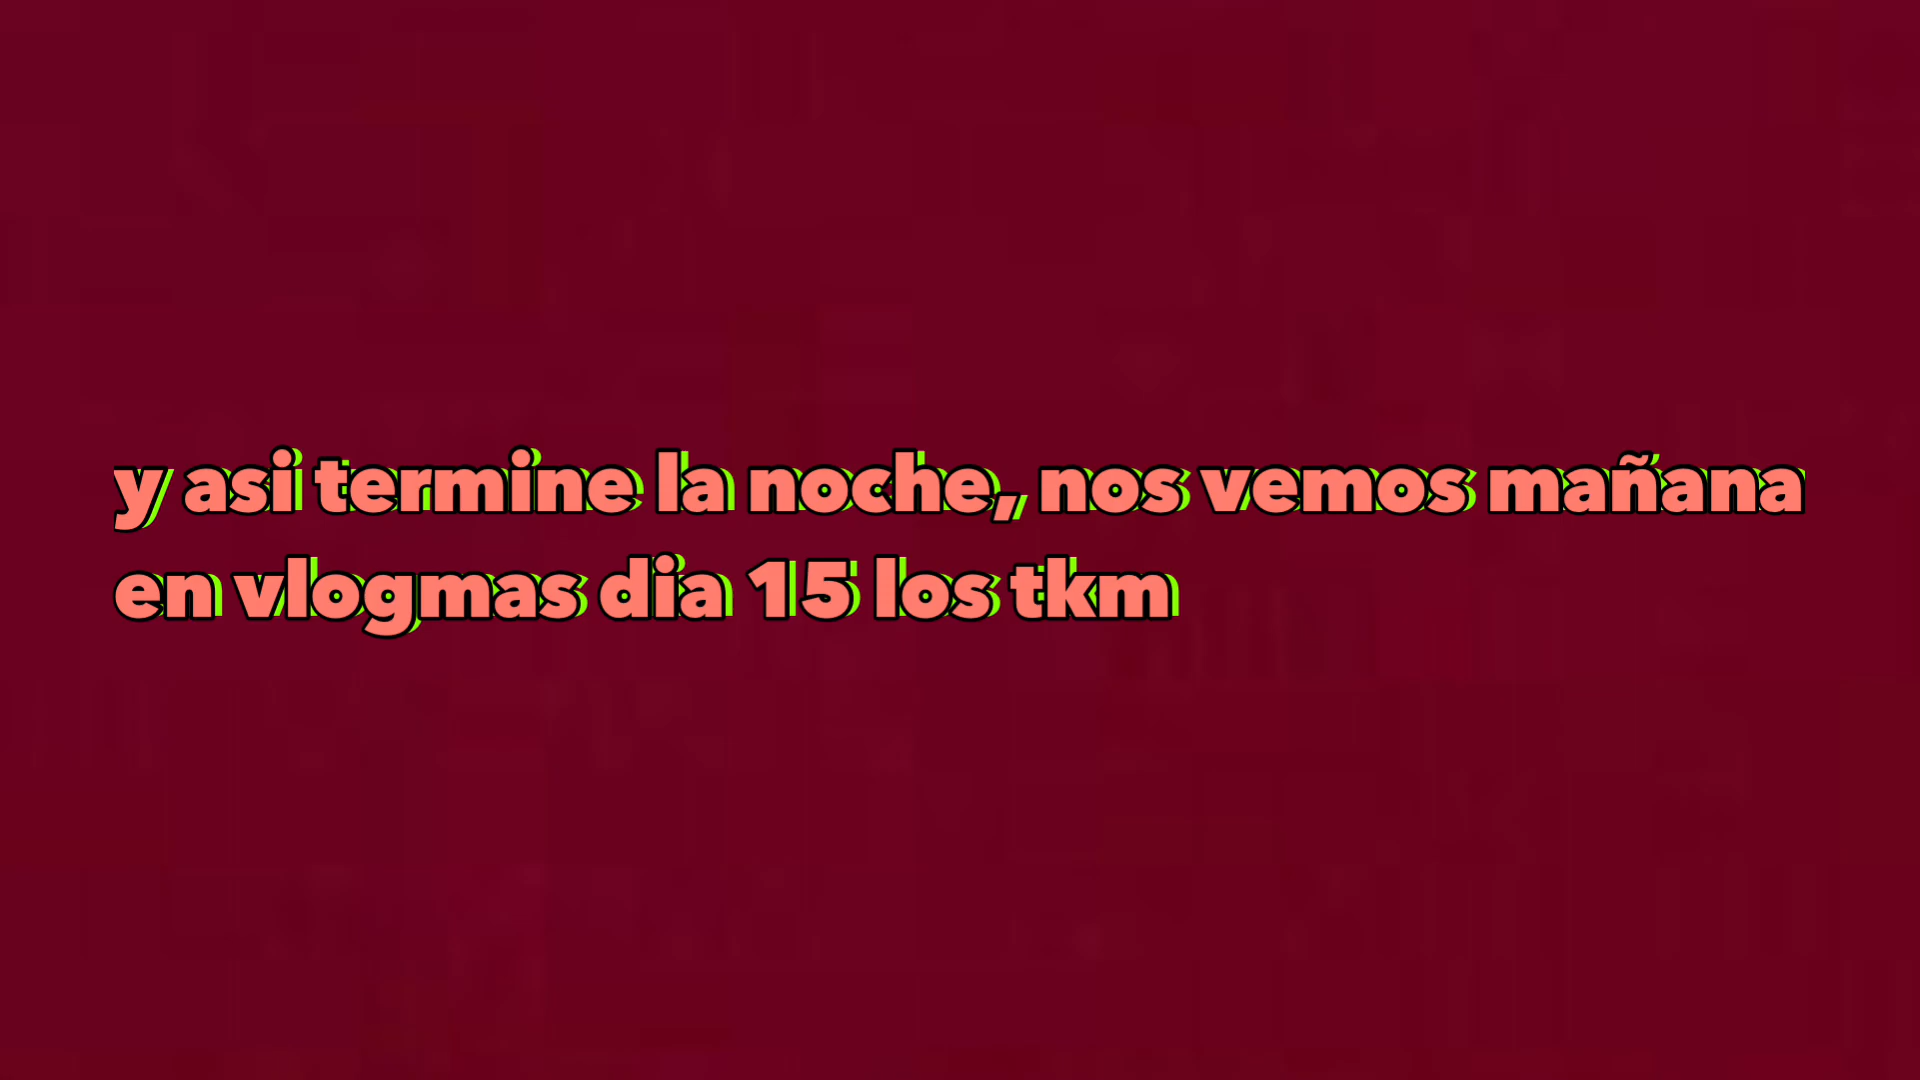 y asi termine la noche, nos vemos mañana
en vlogmas dia 15 los tkm